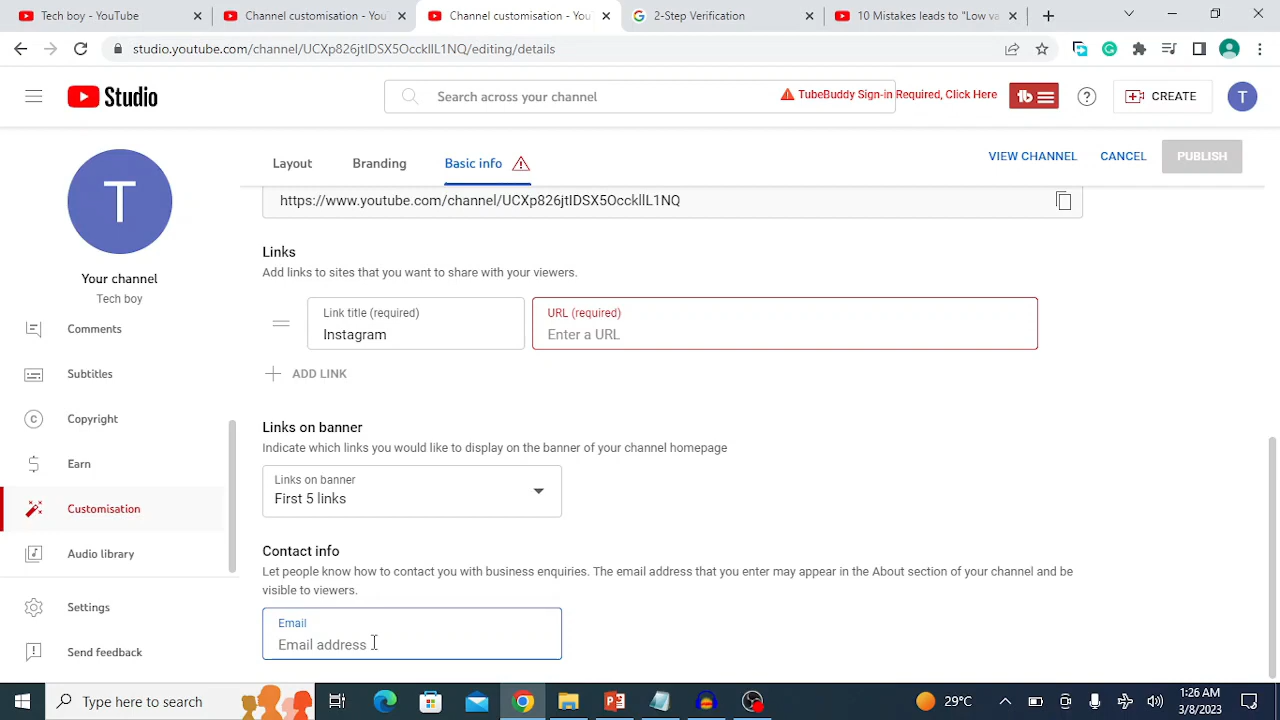 Tech boy - YouTube
Channel customisation - You
Channel customisation - You
2-Step Verification
10 Mistakes leads to "Low va
studio.youtube.com/channel/UCXp826jtIDSX5OcckllL1NQ/editing/details
Studio
Search across your channel
TubeBuddy Sign-in Required, Click Here
tb
CREATE
T
Layout
Branding
Basic info
VIEW CHANNEL
CANCEL
PUBLISH
T
Your channel
Tech boy
Comments
Subtitles
Copyright
Earn
Customisation
Audio library
Settings
Send feedback
https://www.youtube.com/channel/UCXp826jtIDSX5OcckllL1NQ
Links
Add links to sites that you want to share with your viewers.
Link title (required)
Instagram
URL (required)
Enter a URL
ADD LINK
Links on banner
Indicate which links you would like to display on the banner of your channel homepage
Links on banner
First 5 links
Contact info
Let people know how to contact you with business enquiries. The email address that you enter may appear in the About section of your channel and be
visible to viewers.
Email
Email address
Type here to search
29°C
1:26 AM
3/8/2023